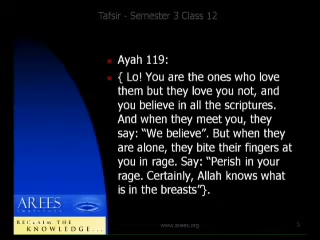 Tafsir - Semester 3 Class 12
Ayah 119:
{ Lo! You are the ones who love
them but they love you not, and
you believe in all the scriptures.
And when they meet you, they
say: “We believe”. But when they
are alone, they bite their fingers at
you in rage. Say: “Perish in your
rage. Certainly, Allah knows what
is in the breasts”}.
AREES
INSTITUTE
RECLAIM THE
KNOWLEDGE...
www.arees.org